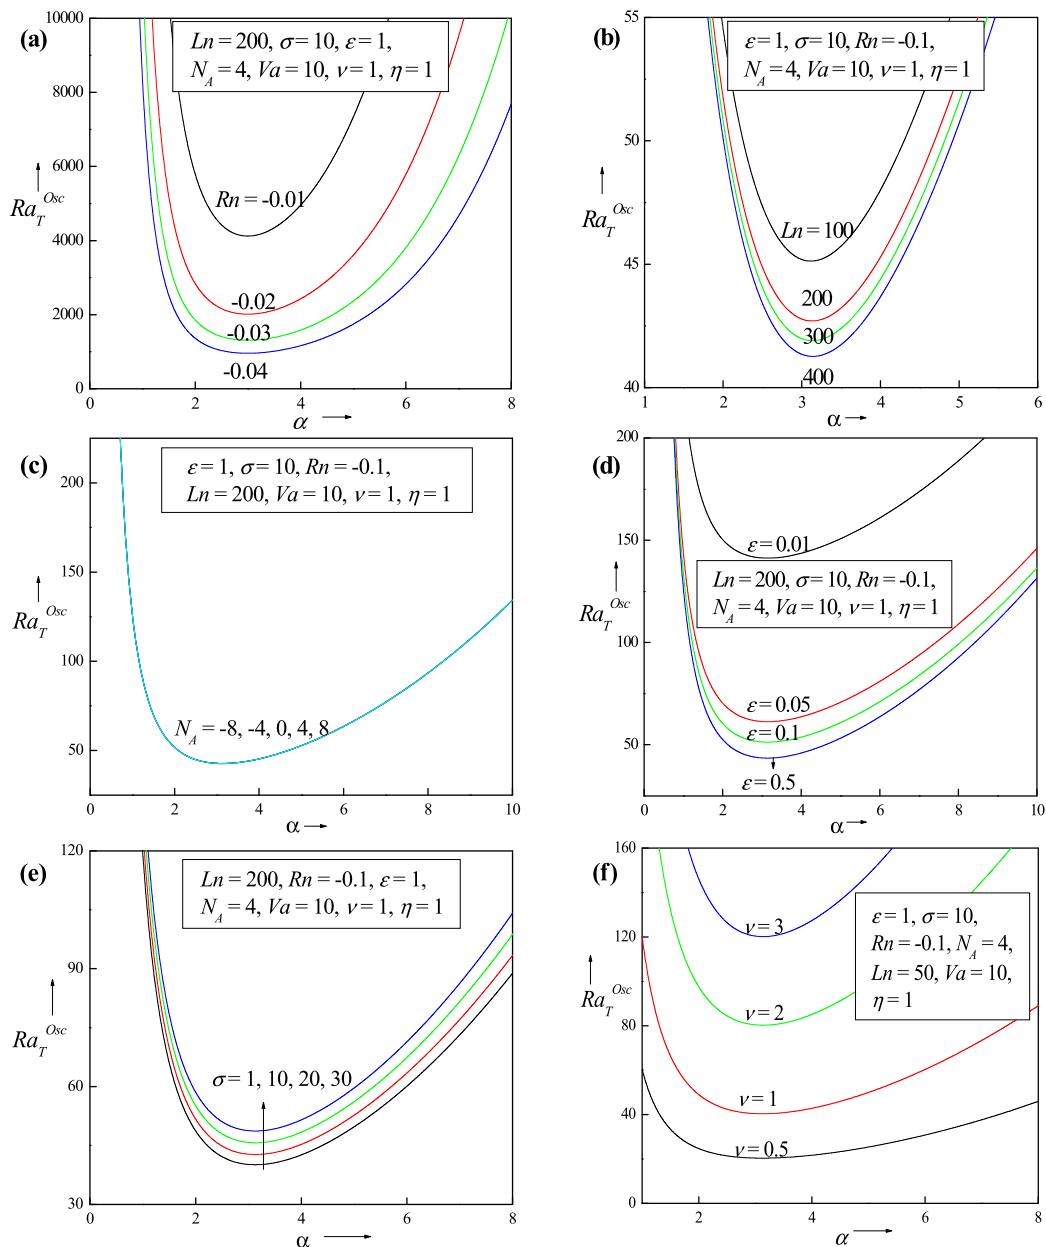 (a)
Ln = 200, σ = 10, ε = 1,
N_A = 4, Va = 10, ν = 1, η = 1
Rn = -0.01
-0.02
-0.03
-0.04
10000
8000
6000
4000
2000
0
Ra_T^Osc
0 2 4 6 8
α
(b)
ε = 1, σ = 10, Rn = -0.1,
N_A = 4, Va = 10, ν = 1, η = 1
Ln = 100
200
300
400
55
50
45
40
Ra_T^Osc
1 2 3 4 5 6
α
(c)
ε = 1, σ = 10, Rn = -0.1,
Ln = 200, Va = 10, ν = 1, η = 1
N_A = -8, -4, 0, 4, 8
200
150
100
50
Ra_T^Osc
0 2 4 6 8 10
α
(d)
ε = 0.01
Ln = 200, σ = 10, Rn = -0.1,
N_A = 4, Va = 10, ν = 1, η = 1
ε = 0.05
ε = 0.1
ε = 0.5
200
150
100
50
Ra_T^Osc
0 2 4 6 8 10
α
(e)
Ln = 200, Rn = -0.1, ε = 1,
N_A = 4, Va = 10, ν = 1, η = 1
σ = 1, 10, 20, 30
120
90
60
30
Ra_T^Osc
0 2 4 6 8
α
(f)
ε = 1, σ = 10,
Rn = -0.1, N_A = 4,
Ln = 50, Va = 10,
η = 1
ν = 3
ν = 2
ν = 1
ν = 0.5
160
120
80
40
0
Ra_T^Osc
2 4 6 8
α